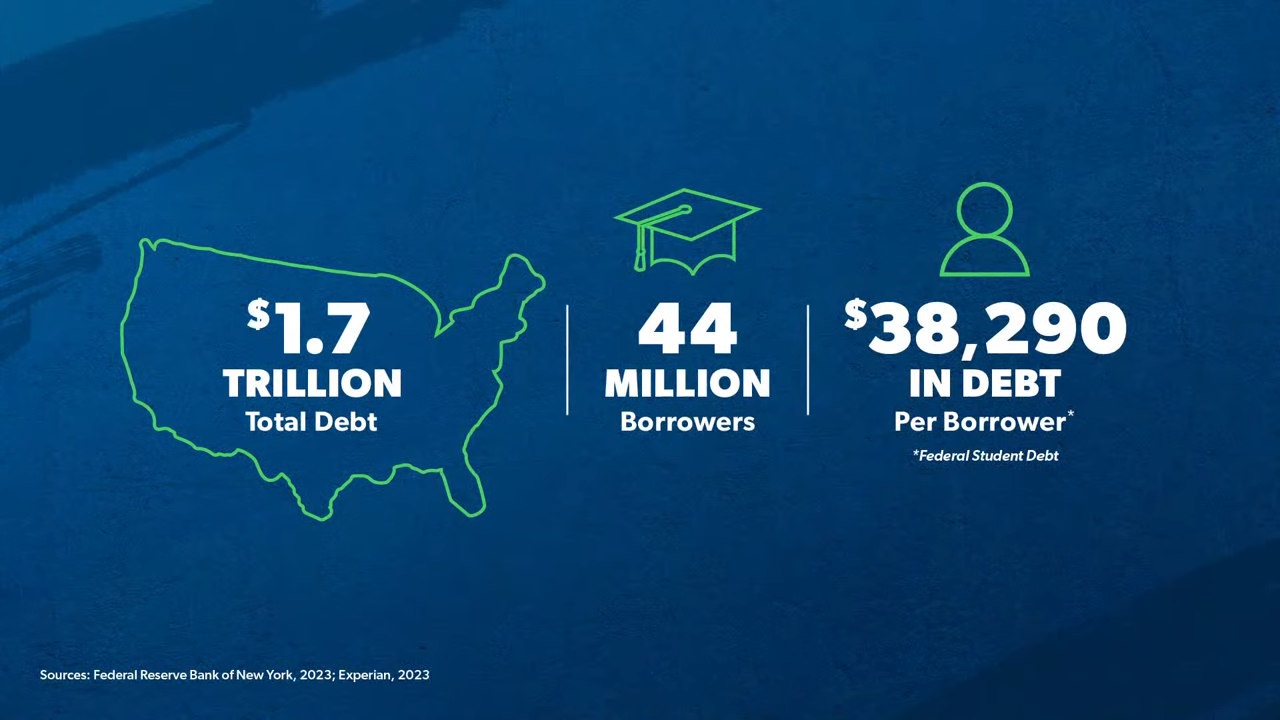 $1.7
TRILLION
Total Debt
44
MILLION
Borrowers
$38,290
IN DEBT
Per Borrower*
*Federal Student Debt
Sources: Federal Reserve Bank of New York, 2023; Experian, 2023